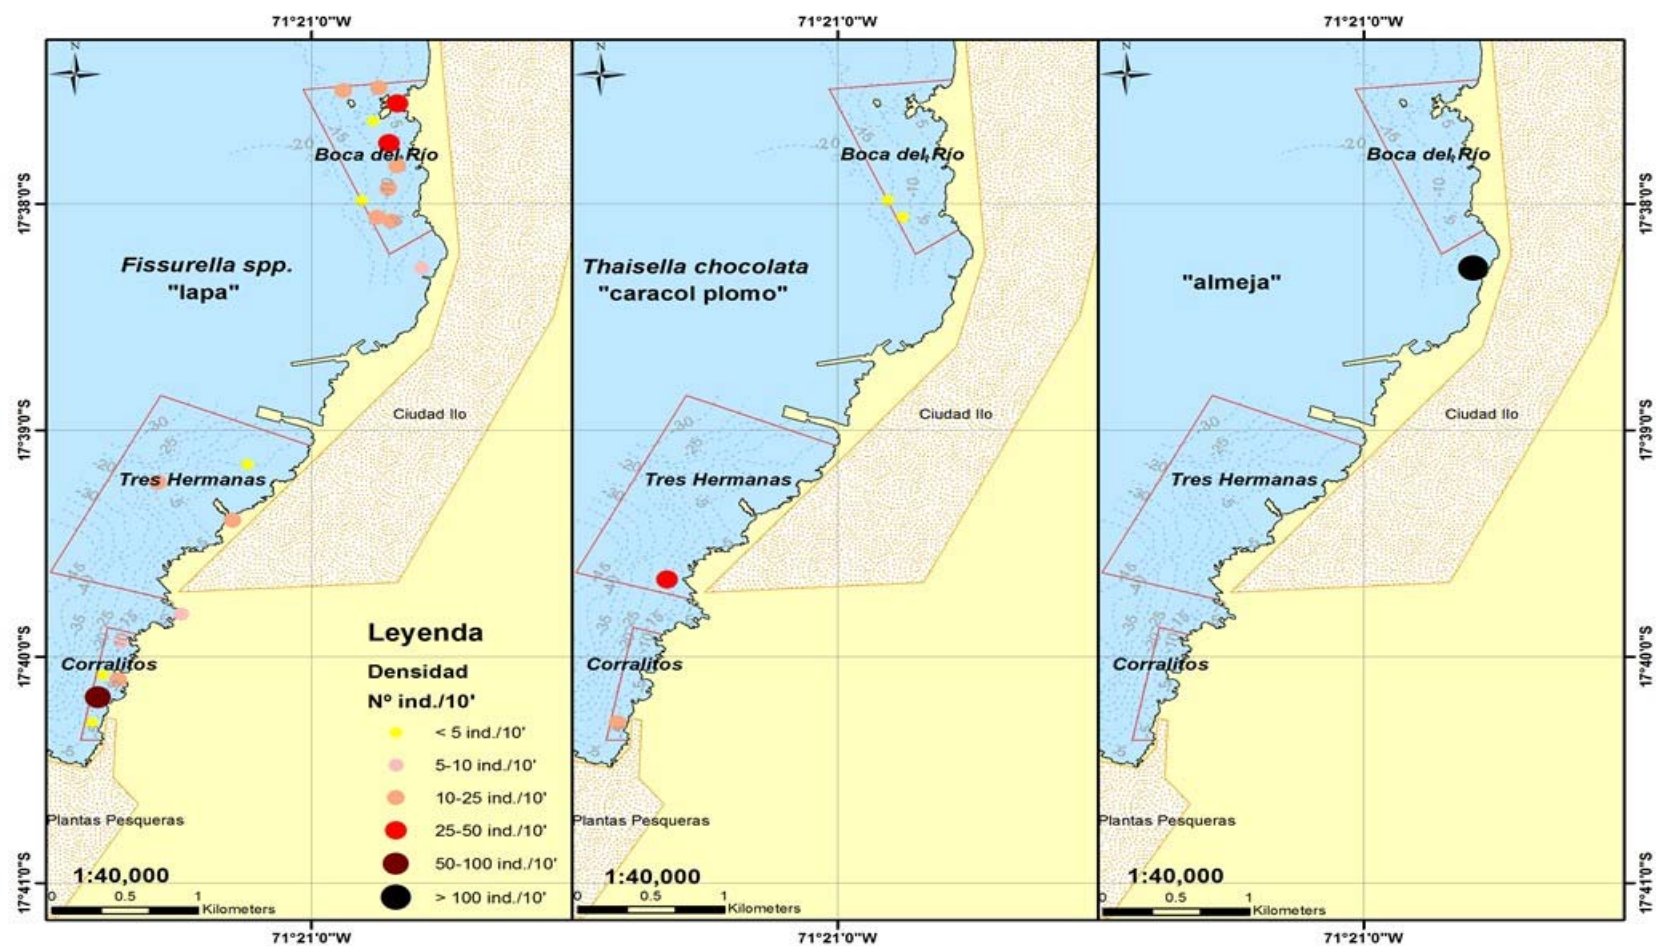 71°21'0"W 71°21'0"W 71°21'0"W
N N N
Boca del Río
17°38'0"S
Fissurella spp.
"lapa"
Ciudad Ilo
17°39'0"S
Tres Hermanas
Corralitos
17°40'0"S
Plantas Pesqueras
Leyenda
Densidad
Nº ind./10'
< 5 ind./10'
5-10 ind./10'
10-25 ind./10'
25-50 ind./10'
50-100 ind./10'
> 100 ind./10'
17°41'0"S
1:40,000
0 0.5 1
Kilometers
Boca del Río
Thaisella chocolata
"caracol plomo"
Ciudad Ilo
Tres Hermanas
Corralitos
Plantas Pesqueras
1:40,000
0 0.5 1
Kilometers
Boca del Río
17°38'0"S
"almeja"
Ciudad Ilo
17°39'0"S
Tres Hermanas
Corralitos
17°40'0"S
Plantas Pesqueras
17°41'0"S
1:40,000
0 0.5 1
Kilometers
71°21'0"W 71°21'0"W 71°21'0"W